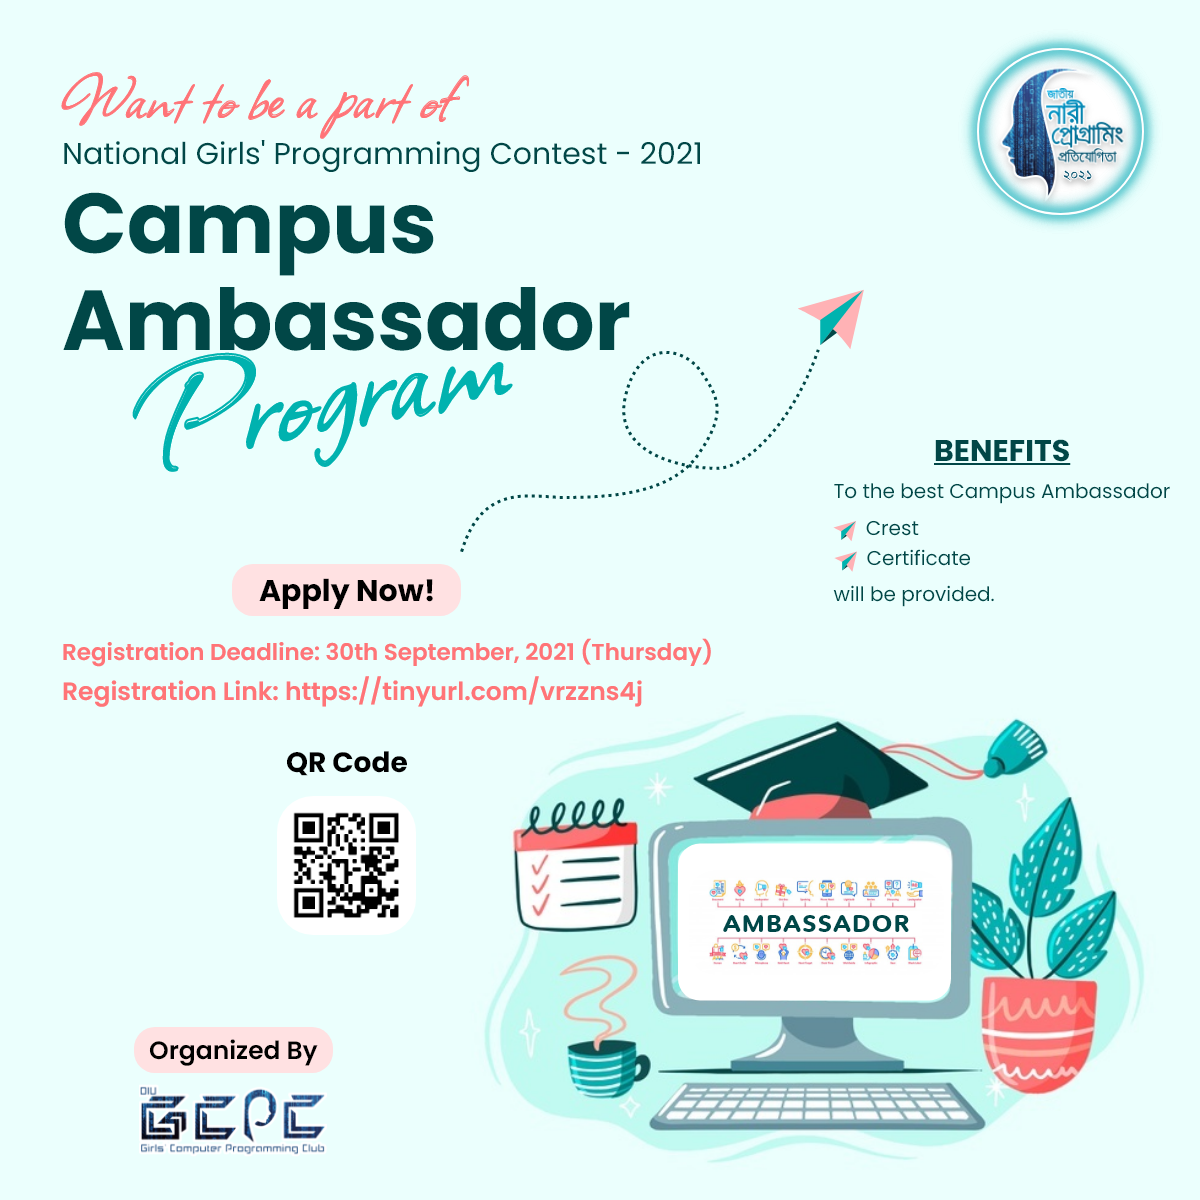 Want to be a part of
National Girls' Programming Contest - 2021
Campus
Ambassador
Program
জাতীয়
নারী
প্রোগ্রামিং
প্রতিযোগিতা
২০২১
BENEFITS
To the best Campus Ambassador
Crest
Certificate
will be provided.
Apply Now!
Registration Deadline: 30th September, 2021 (Thursday)
Registration Link: https://tinyurl.com/vrzzns4j
QR Code
AMBASSADOR
Organized By
DIU
GCPC
Girls' Computer Programming Club